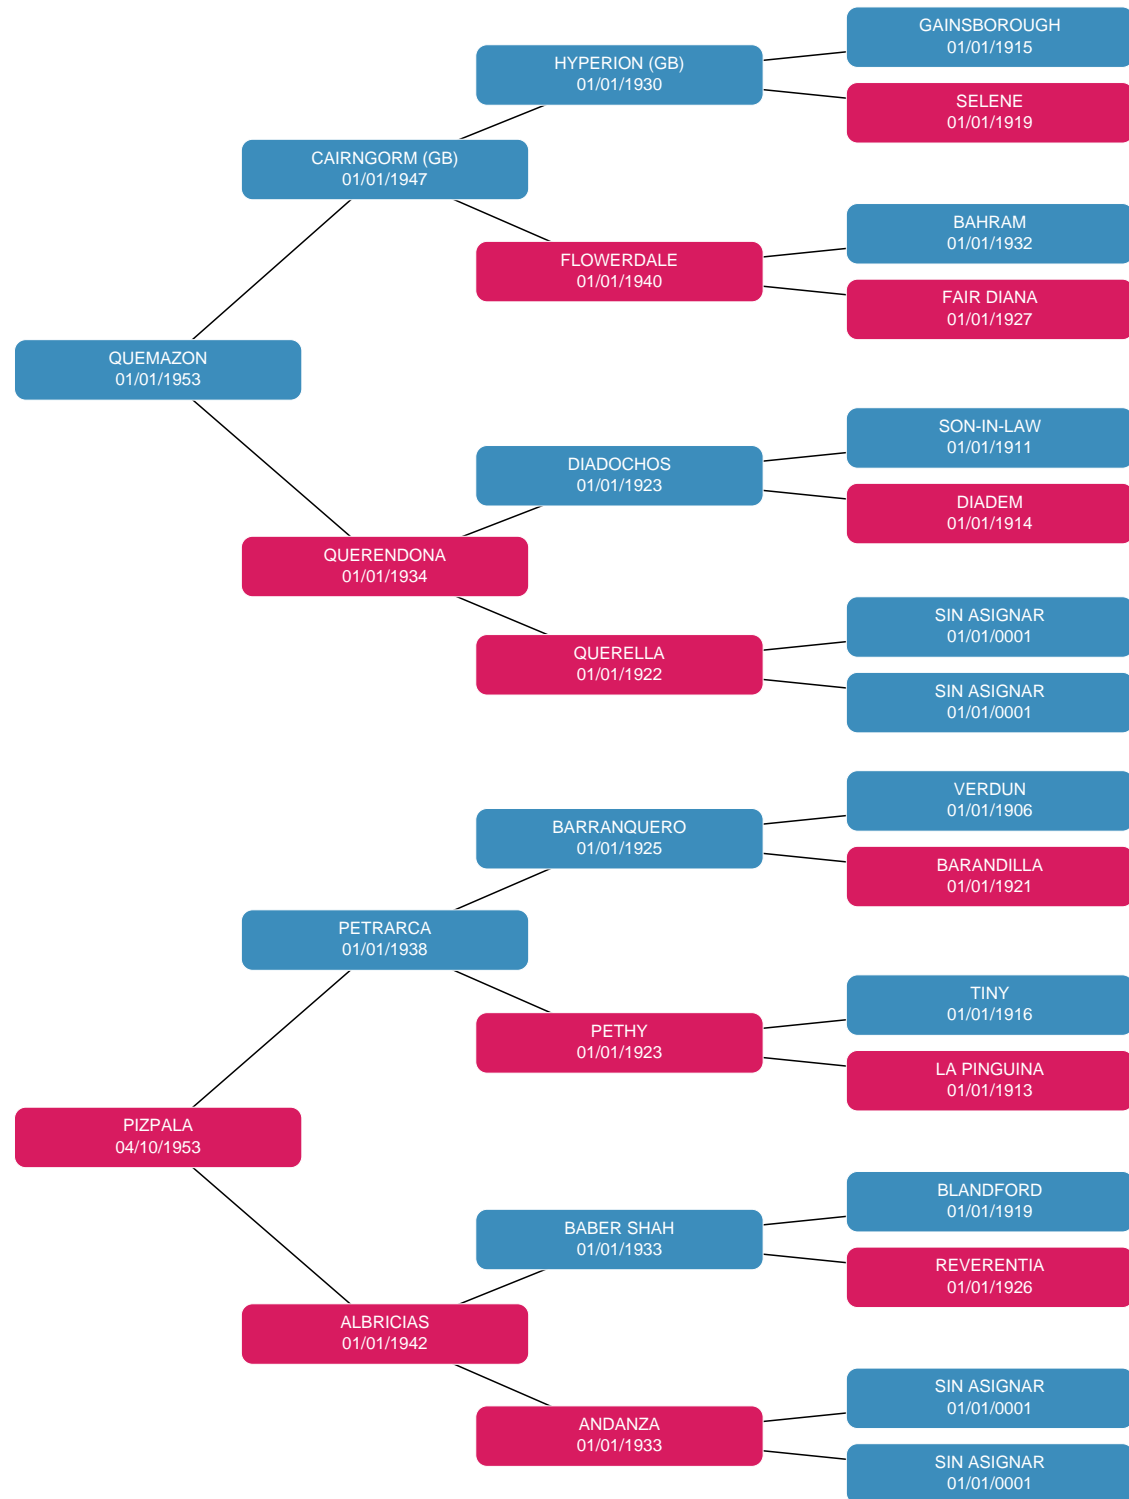 GAINSBOROUGH
01/01/1915
HYPERION (GB)
01/01/1930
SELENE
01/01/1919
CAIRNGORM (GB)
01/01/1947
BAHRAM
01/01/1932
FLOWERDALE
01/01/1940
FAIR DIANA
01/01/1927
QUEMAZON
01/01/1953
SON-IN-LAW
01/01/1911
DIADOCHOS
01/01/1923
DIADEM
01/01/1914
QUERENDONA
01/01/1934
SIN ASIGNAR
01/01/0001
QUERELLA
01/01/1922
SIN ASIGNAR
01/01/0001
VERDUN
01/01/1906
BARRANQUERO
01/01/1925
BARANDILLA
01/01/1921
PETRARCA
01/01/1938
TINY
01/01/1916
PETHY
01/01/1923
LA PINGUINA
01/01/1913
PIZPALA
04/10/1953
BLANDFORD
01/01/1919
BABER SHAH
01/01/1933
REVERENTIA
01/01/1926
ALBRICIAS
01/01/1942
SIN ASIGNAR
01/01/0001
ANDANZA
01/01/1933
SIN ASIGNAR
01/01/0001